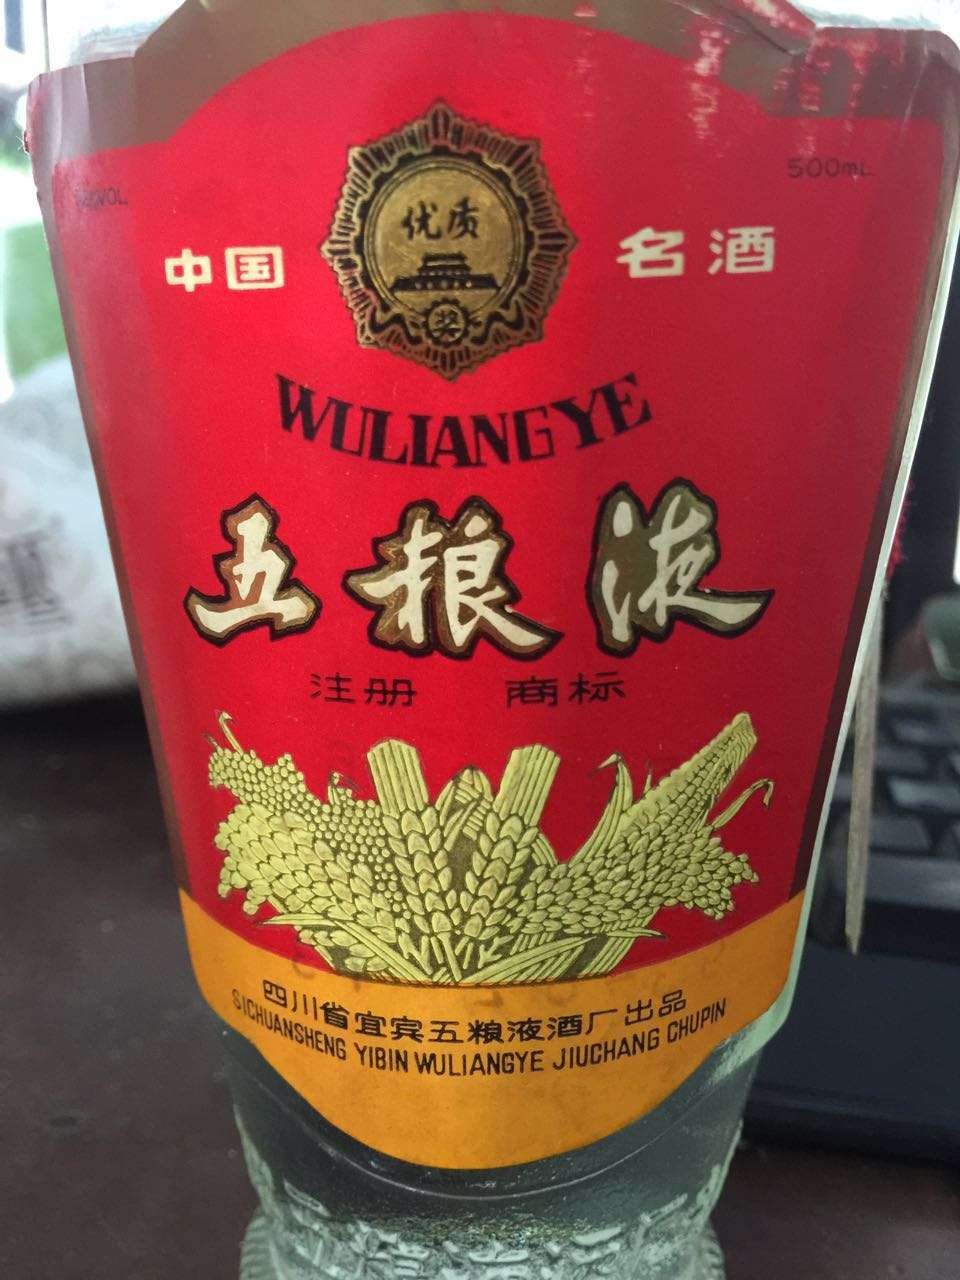 500mL
优质
奖
中国 名酒
WULIANGYE
五粮液
注册 商标
四川省宜宾五粮液酒厂出品
SICHUANSHENG YIBIN WULIANGYE JIUCHANG CHUPIN